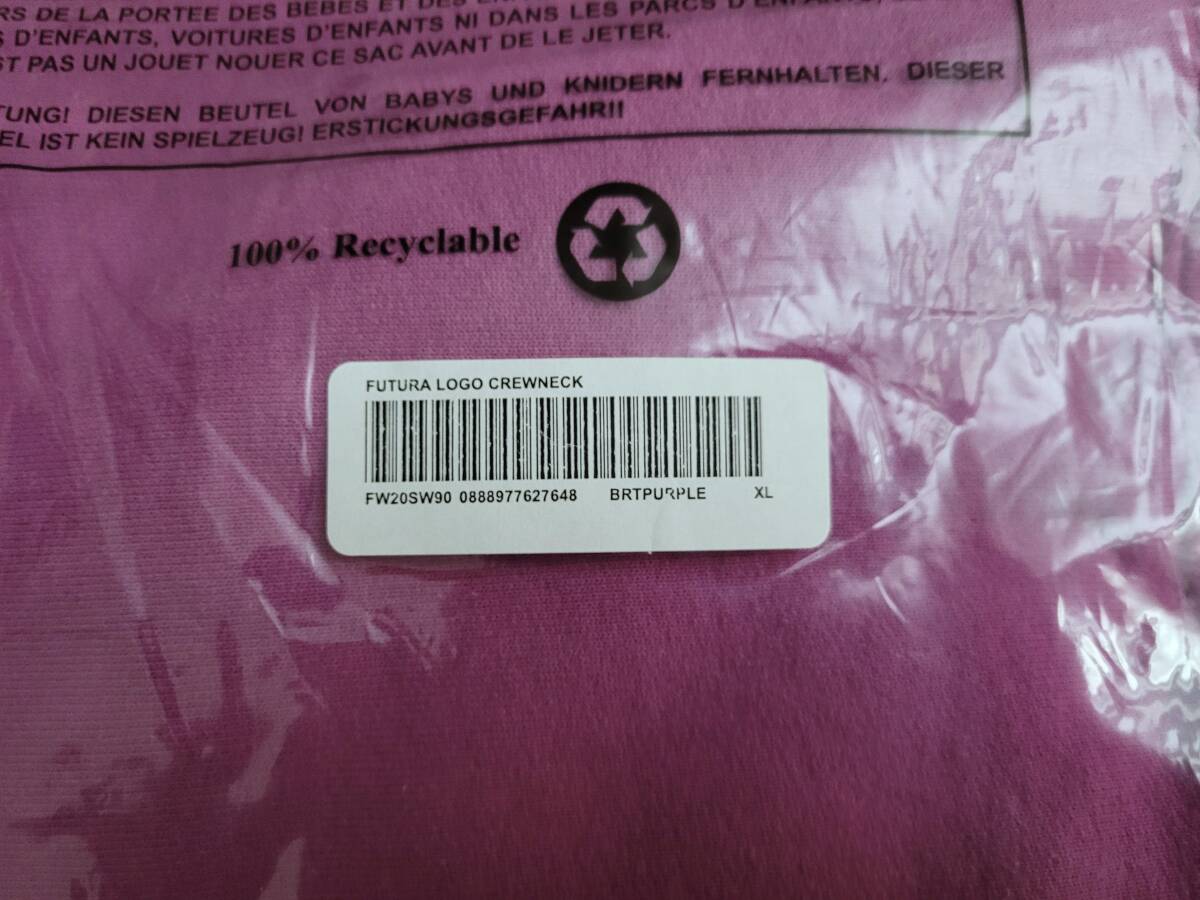 RS DE LA PORTEE DES BEBES ET DES
S D'ENFANTS, VOITURES D'ENFANTS NI DANS LES PARCS D'ENFANTS,
ST PAS UN JOUET NOUER CE SAC AVANT DE LE JETER.
TUNG! DIESEN BEUTEL VON BABYS UND KNIDERN FERNHALTEN. DIESER
EL IST KEIN SPIELZEUG! ERSTICKUNGSGEFAHR!!
100% Recyclable
FUTURA LOGO CREWNECK
FW20SW90 0888977627648 BRTPURPLE XL